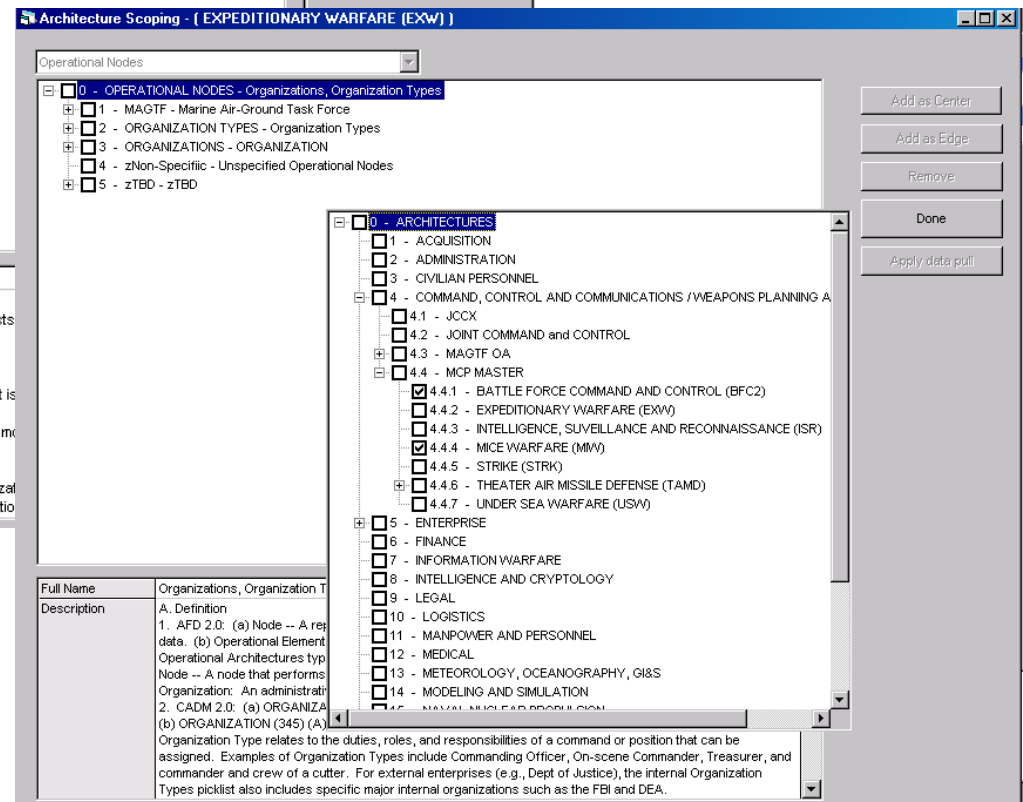 Architecture Scoping - ( EXPEDITIONARY WARFARE (EXW) )
Operational Nodes
0 - OPERATIONAL NODES - Organizations, Organization Types
1 - MAGTF - Marine Air-Ground Task Force
2 - ORGANIZATION TYPES - Organization Types
3 - ORGANIZATIONS - ORGANIZATION
4 - zNon-Specifiic - Unspecified Operational Nodes
5 - zTBD - zTBD
Add as Center
Add as Edge
Remove
Done
Apply data pull
0 - ARCHITECTURES
1 - ACQUISITION
2 - ADMINISTRATION
3 - CIVILIAN PERSONNEL
4 - COMMAND, CONTROL AND COMMUNICATIONS / WEAPONS PLANNING A
4.1 - JCCX
4.2 - JOINT COMMAND and CONTROL
4.3 - MAGTF OA
4.4 - MCP MASTER
4.4.1 - BATTLE FORCE COMMAND AND CONTROL (BFC2)
4.4.2 - EXPEDITIONARY WARFARE (EXW)
4.4.3 - INTELLIGENCE, SUVEILLANCE AND RECONNAISSANCE (ISR)
4.4.4 - MICE WARFARE (MIW)
4.4.5 - STRIKE (STRK)
4.4.6 - THEATER AIR MISSILE DEFENSE (TAMD)
4.4.7 - UNDER SEA WARFARE (USW)
5 - ENTERPRISE
6 - FINANCE
7 - INFORMATION WARFARE
8 - INTELLIGENCE AND CRYPTOLOGY
9 - LEGAL
10 - LOGISTICS
11 - MANPOWER AND PERSONNEL
12 - MEDICAL
13 - METEOROLOGY, OCEANOGRAPHY, GI&S
14 - MODELING AND SIMULATION
15 - NAVAL NUCLEAR PROPULSION
Full Name
Organizations, Organization T
Description
A. Definition
1. AFD 2.0: (a) Node -- A rep
data. (b) Operational Element
Operational Architectures typ
Node -- A node that performs
Organization: An administrati
2. CADM 2.0: (a) ORGANIZA
(b) ORGANIZATION (345) (A)
Organization Type relates to the duties, roles, and responsibilities of a command or position that can be
assigned. Examples of Organization Types include Commanding Officer, On-scene Commander, Treasurer, and
commander and crew of a cutter. For external enterprises (e.g., Dept of Justice), the internal Organization
Types picklist also includes specific major internal organizations such as the FBI and DEA.